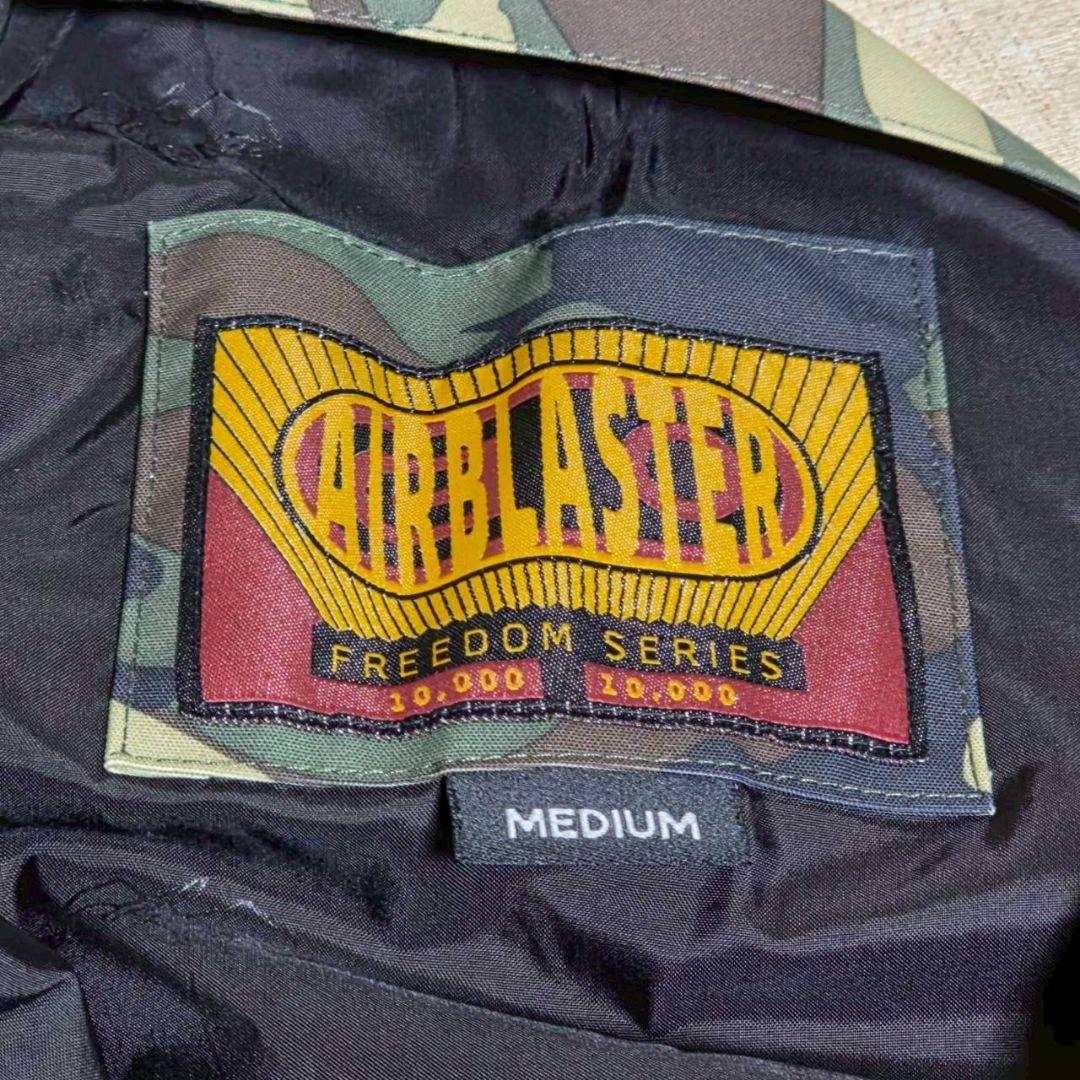 AIRBLASTER
FREEDOM SERIES
10.000 10.000
MEDIUM